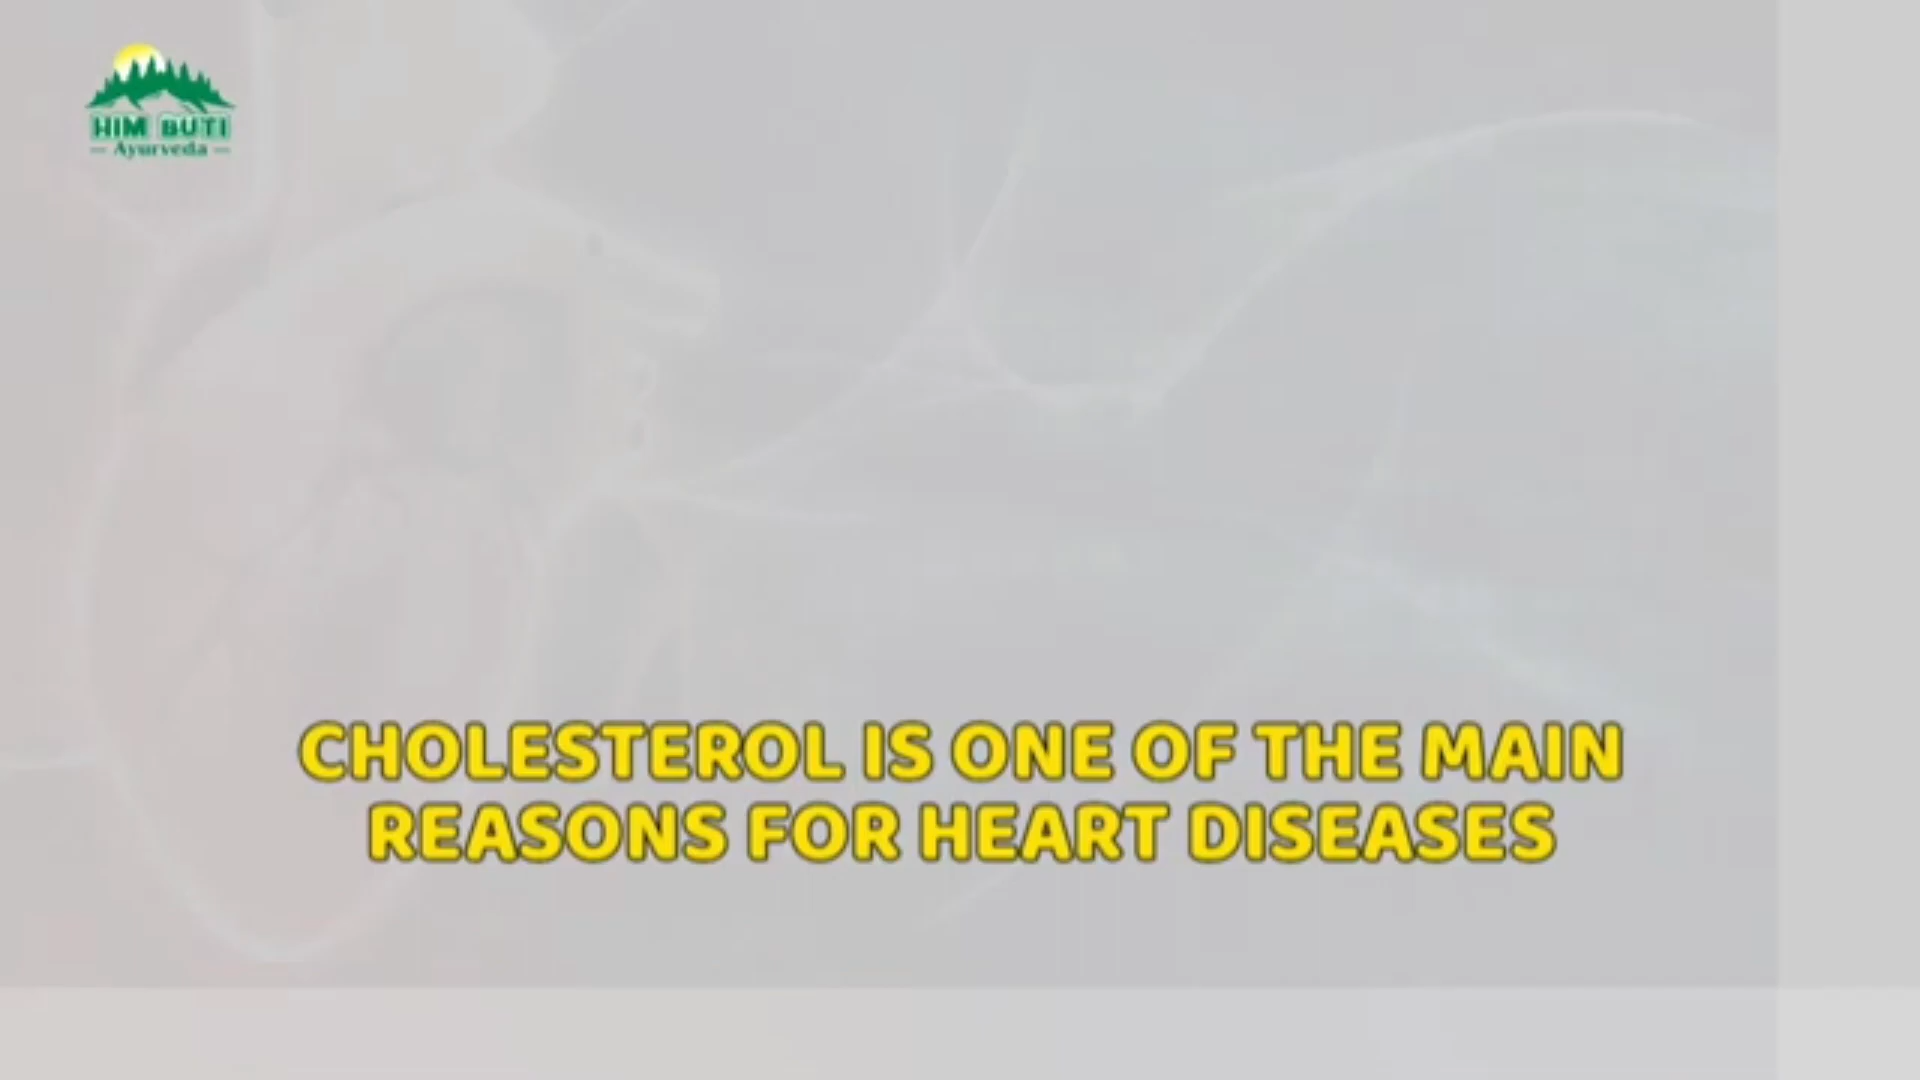 HIM BUTI
Ayurveda
CHOLESTEROL IS ONE OF THE MAIN
REASONS FOR HEART DISEASES